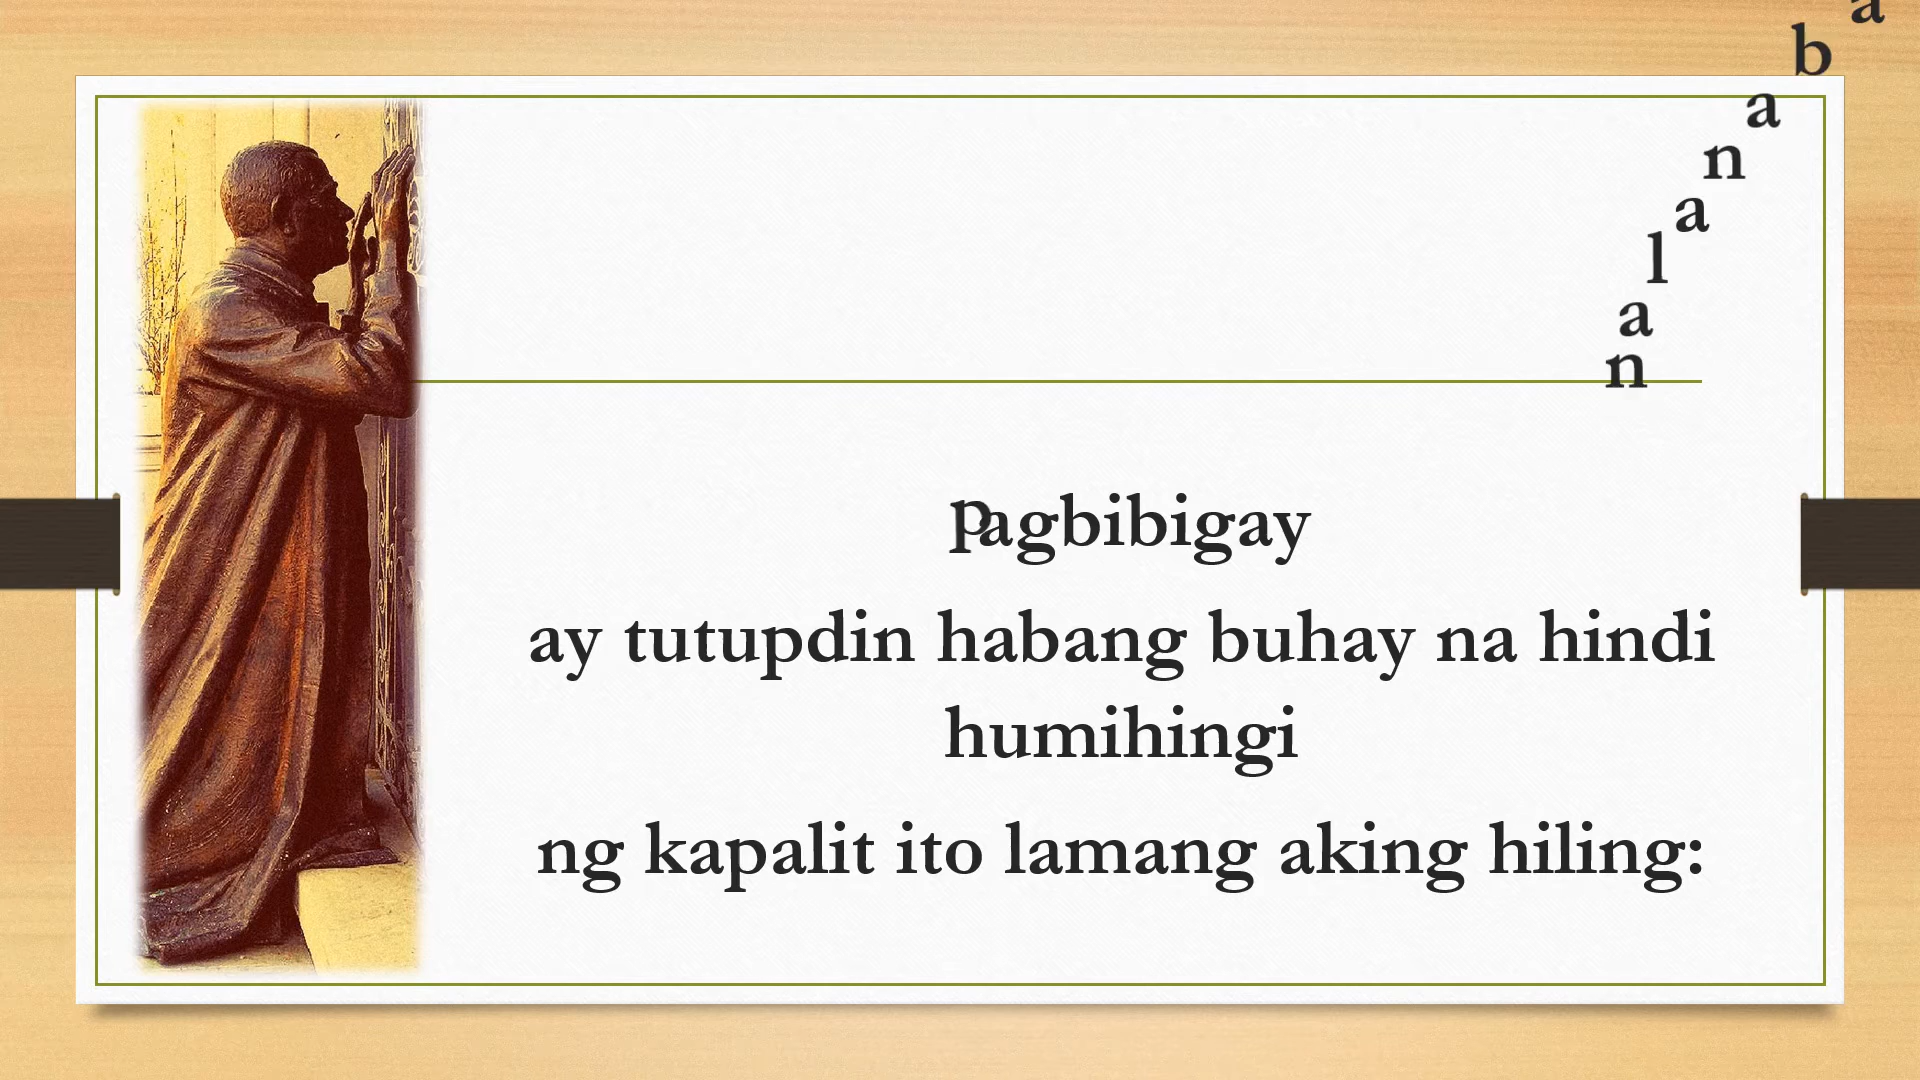 a
b
a
n
a
l
a
n
pagbibigay
ay tutupdin habang buhay na hindi
humihingi
ng kapalit ito lamang aking hiling: